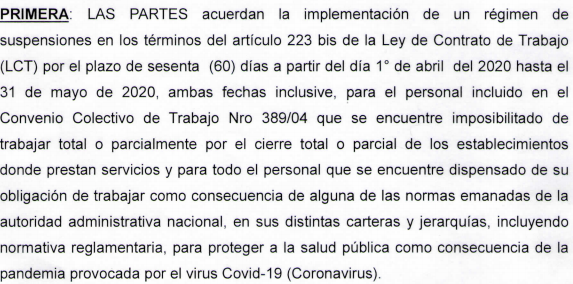 PRIMERA: LAS PARTES acuerdan la implementación de un régimen de
suspensiones en los términos del artículo 223 bis de la Ley de Contrato de Trabajo
(LCT) por el plazo de sesenta (60) días a partir del día 1° de abril del 2020 hasta el
31 de mayo de 2020, ambas fechas inclusive, para el personal incluido en el
Convenio Colectivo de Trabajo Nro 389/04 que se encuentre imposibilitado de
trabajar total o parcialmente por el cierre total o parcial de los establecimientos
donde prestan servicios y para todo el personal que se encuentre dispensado de su
obligación de trabajar como consecuencia de alguna de las normas emanadas de la
autoridad administrativa nacional, en sus distintas carteras y jerarquías, incluyendo
normativa reglamentaria, para proteger a la salud pública como consecuencia de la
pandemia provocada por el virus Covid-19 (Coronavirus).